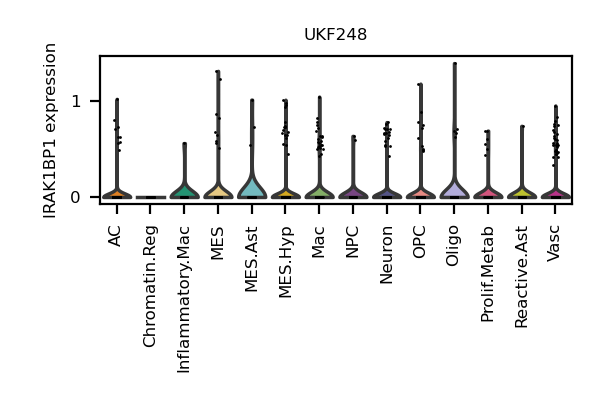 UKF248
IRAK1BP1 expression
1
0
AC
Chromatin.Reg
Inflammatory.Mac
MES
MES.Ast
MES.Hyp
Mac
NPC
Neuron
OPC
Oligo
Prolif.Metab
Reactive.Ast
Vasc